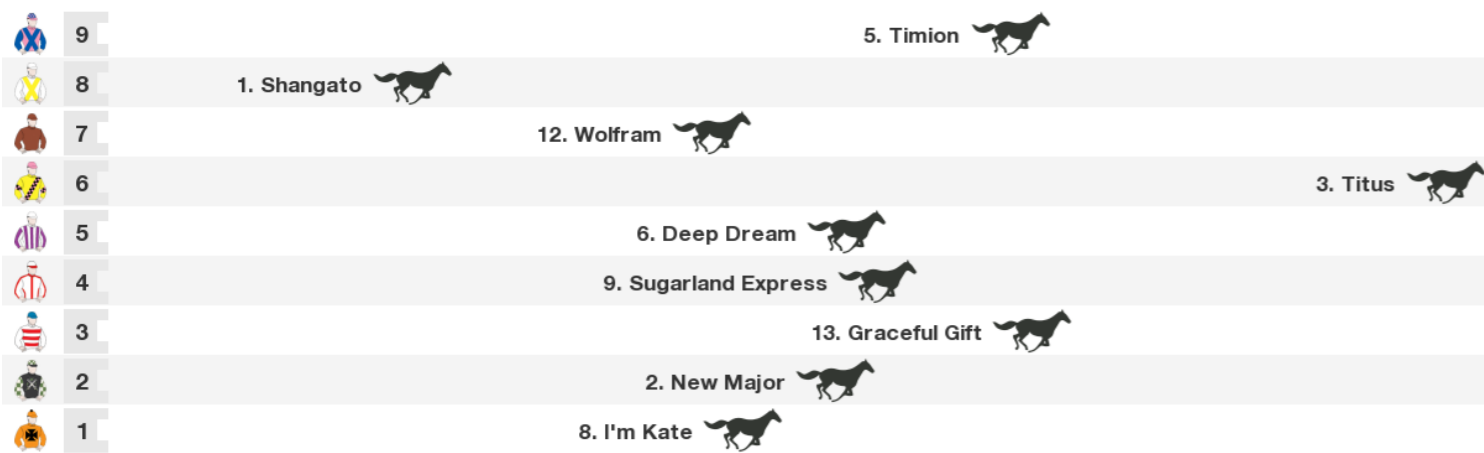 9 5. Timion
8 1. Shangato
7 12. Wolfram
6 3. Titus
5 6. Deep Dream
4 9. Sugarland Express
3 13. Graceful Gift
2 2. New Major
1 8. I'm Kate